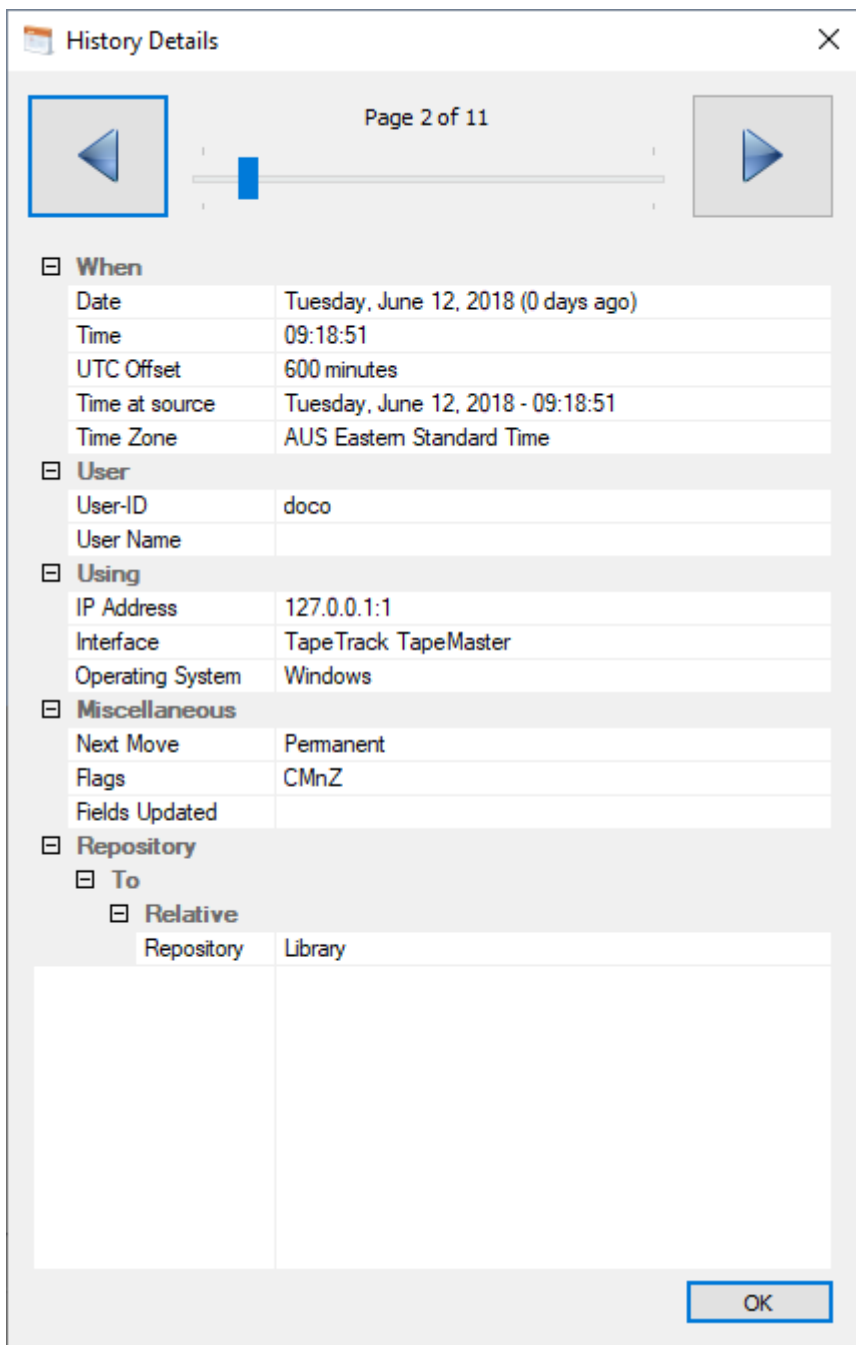 History Details
Page 2 of 11
When
Date Tuesday, June 12, 2018 (0 days ago)
Time 09:18:51
UTC Offset 600 minutes
Time at source Tuesday, June 12, 2018 - 09:18:51
Time Zone AUS Eastern Standard Time
User
User-ID doco
User Name
Using
IP Address 127.0.0.1:1
Interface TapeTrack TapeMaster
Operating System Windows
Miscellaneous
Next Move Permanent
Flags CMnZ
Fields Updated
Repository
To
Relative
Repository Library
OK